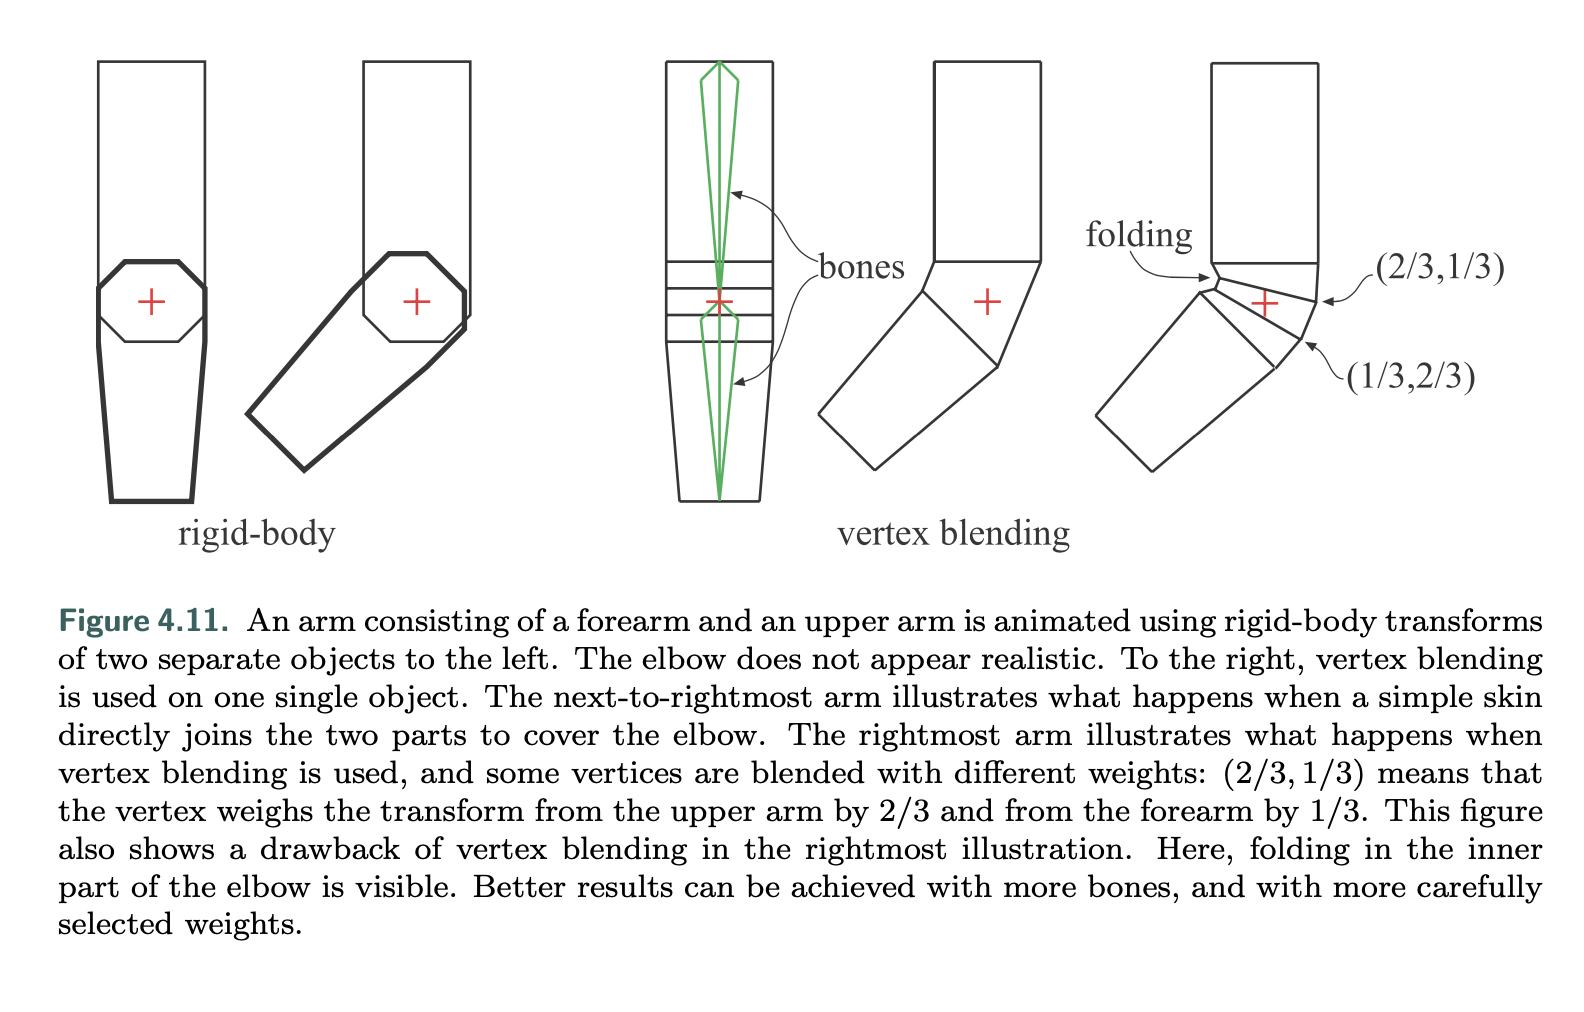 folding
(2/3,1/3)
bones
(1/3,2/3)
rigid-body
vertex blending
Figure 4.11. An arm consisting of a forearm and an upper arm is animated using rigid-body transforms
of two separate objects to the left. The elbow does not appear realistic. To the right, vertex blending
is used on one single object. The next-to-rightmost arm illustrates what happens when a simple skin
directly joins the two parts to cover the elbow. The rightmost arm illustrates what happens when
vertex blending is used, and some vertices are blended with different weights: (2/3, 1/3) means that
the vertex weighs the transform from the upper arm by 2/3 and from the forearm by 1/3. This figure
also shows a drawback of vertex blending in the rightmost illustration. Here, folding in the inner
part of the elbow is visible. Better results can be achieved with more bones, and with more carefully
selected weights.